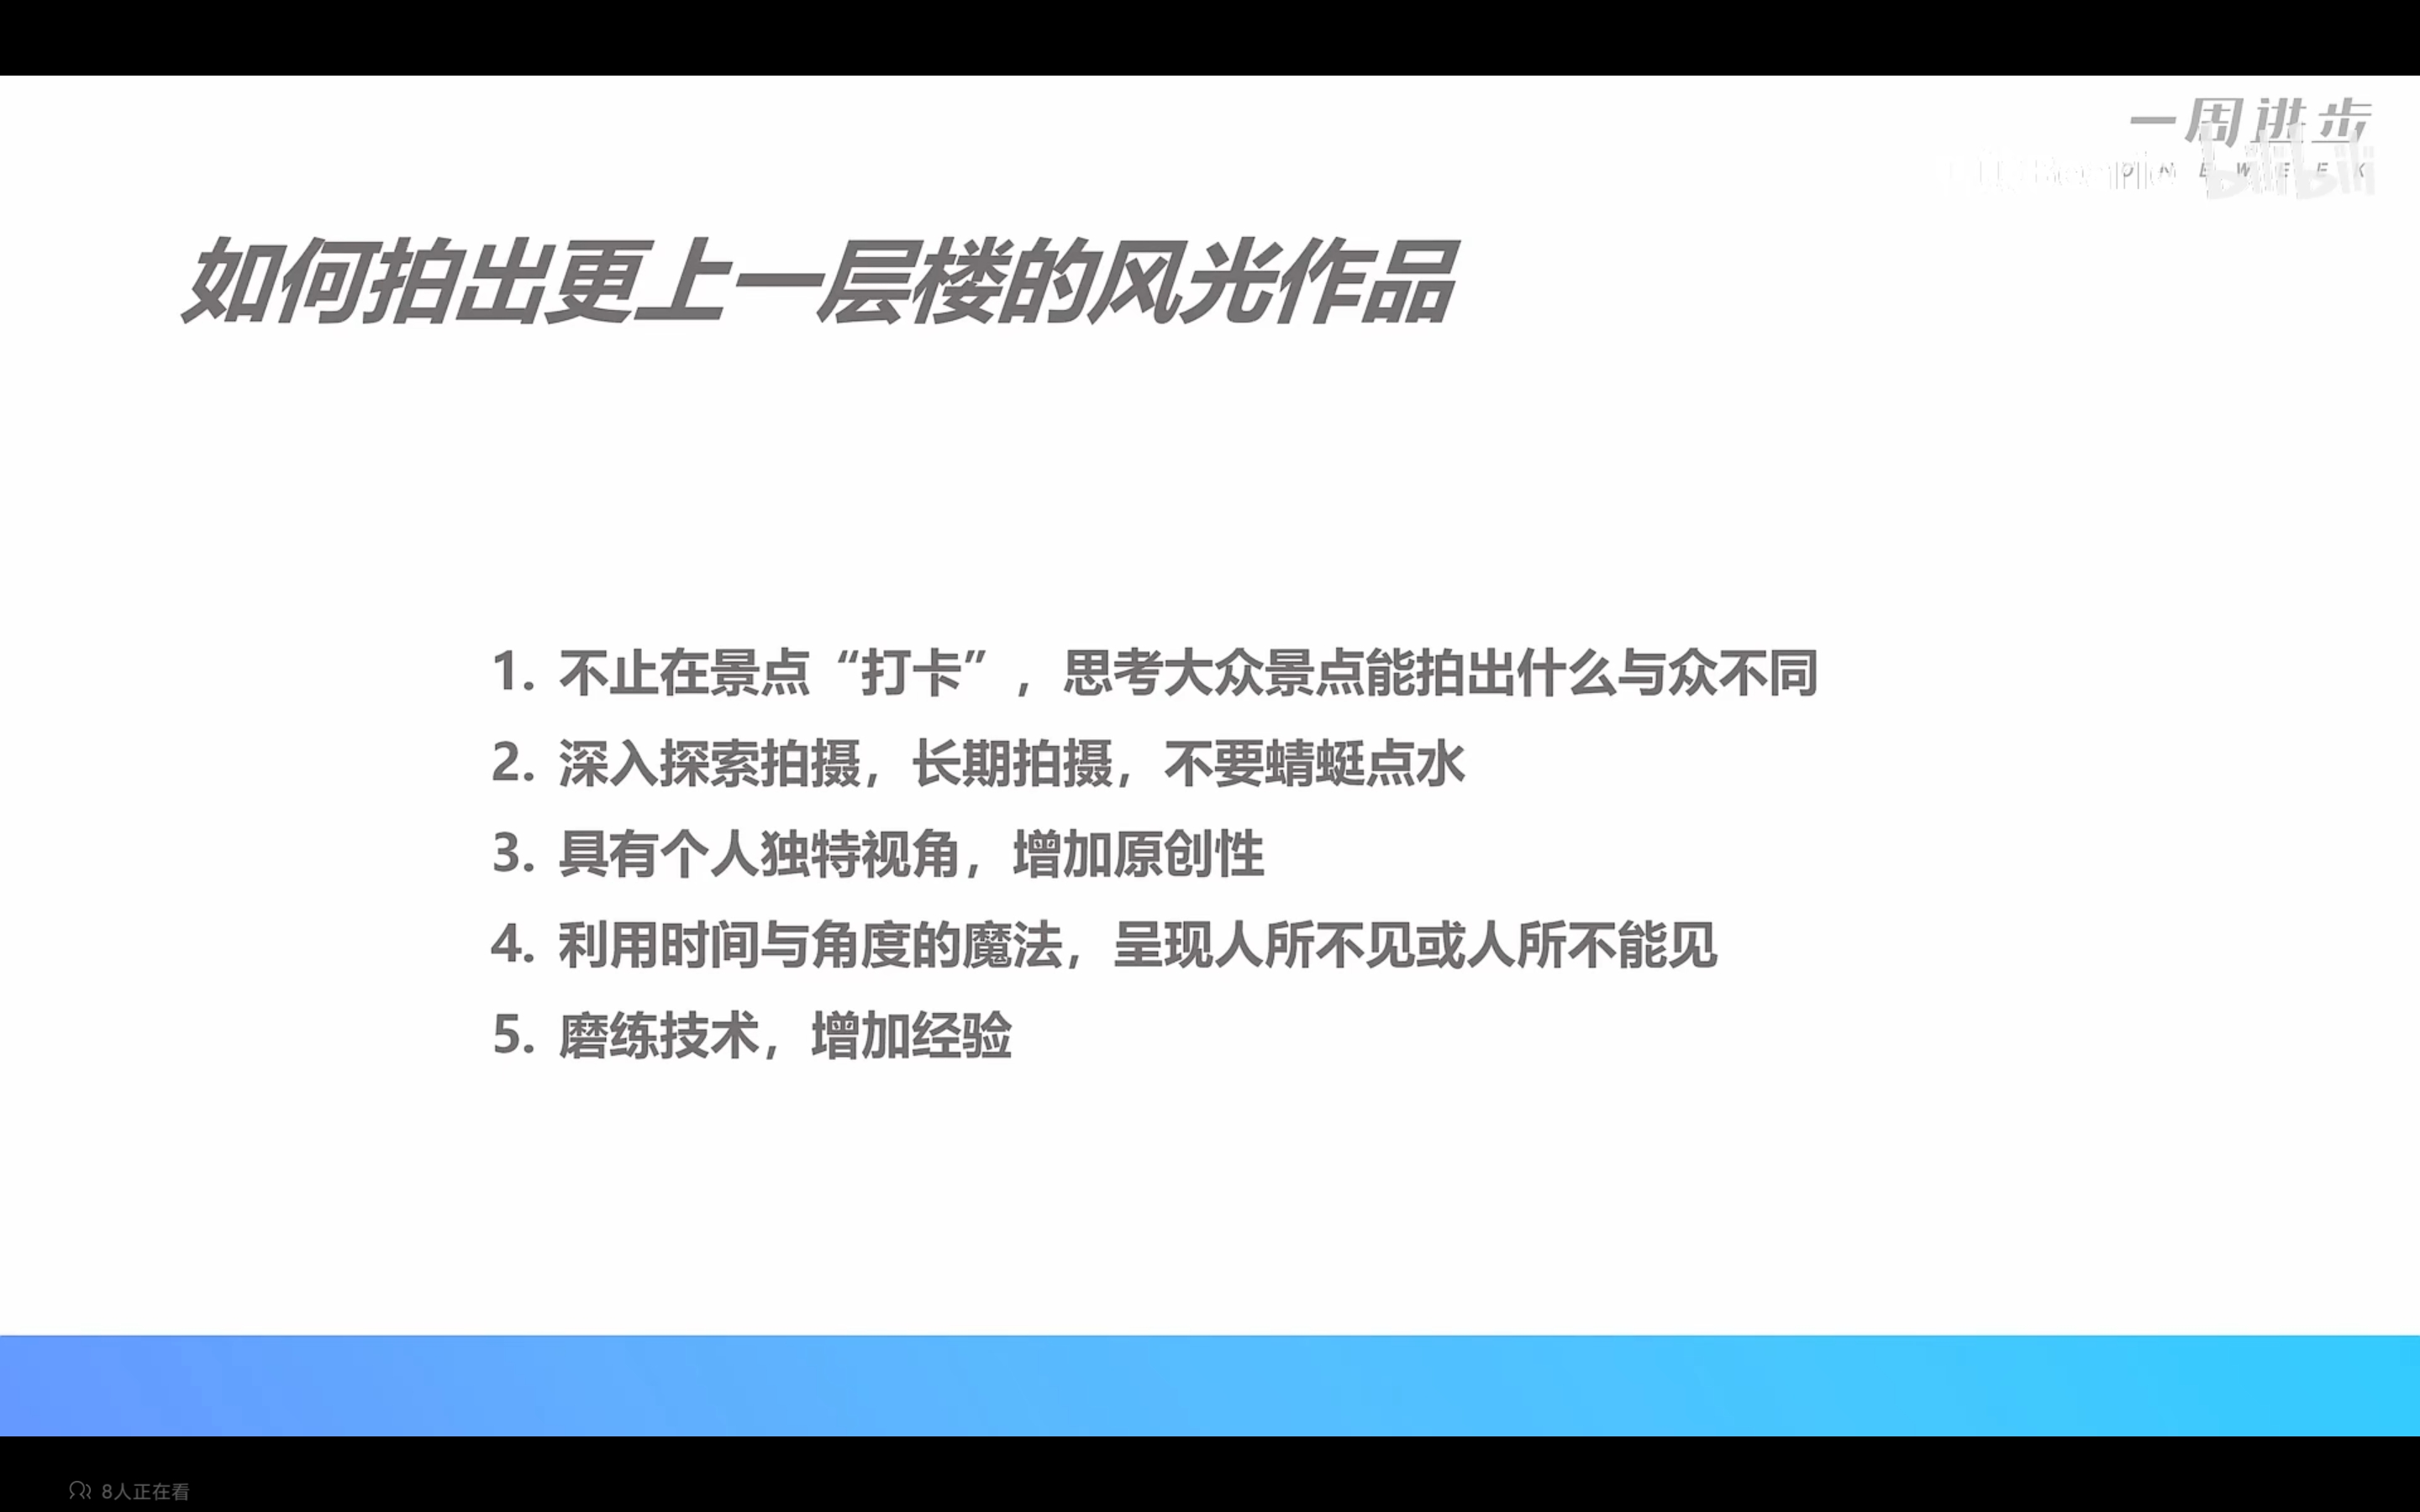 一周进步
bilibili
如何拍出更上一层楼的风光作品
1. 不止在景点“打卡”，思考大众景点能拍出什么与众不同
2. 深入探索拍摄，长期拍摄，不要蜻蜓点水
3. 具有个人独特视角，增加原创性
4. 利用时间与角度的魔法，呈现人所不见或人所不能见
5. 磨练技术，增加经验
8人正在看